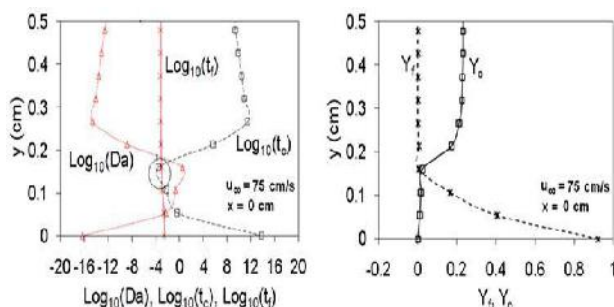 0.5
0.4
0.3
0.2
0.1
0
y (cm)
Log10(tf)
Log10(Da)
Log10(tc)
u∞ = 75 cm/s
x = 0 cm
-20 -16 -12 -8 -4 0 4 8 12 16 20
Log10(Da), Log10(tc), Log10(tf)
0.5
0.4
0.3
0.2
0.1
0
y (cm)
Yf
Yo
u∞ = 75 cm/s
x = 0 cm
-0.2 0 0.2 0.4 0.6 0.8 1
Yf, Yo